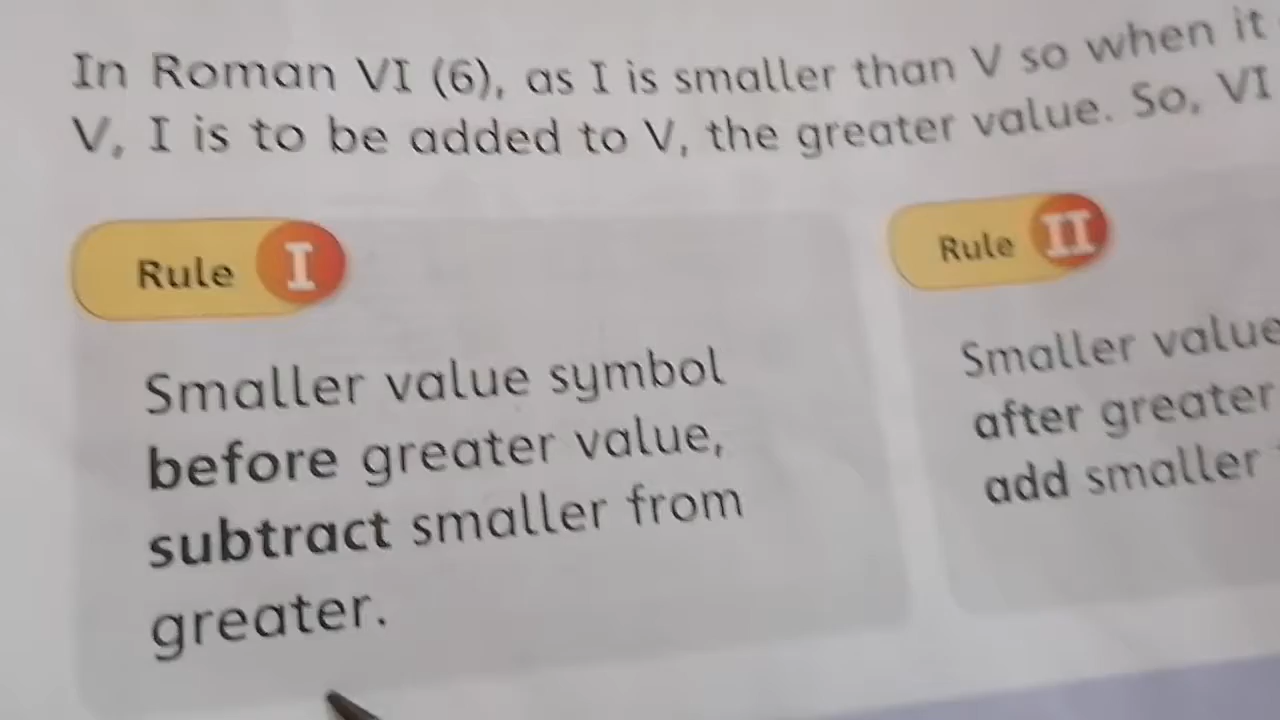 In Roman VI (6), as I is smaller than V so when it
V, I is to be added to V, the greater value. So, VI
Rule I
Smaller value symbol
before greater value,
subtract smaller from
greater.
Rule II
Smaller value
after greater
add smaller